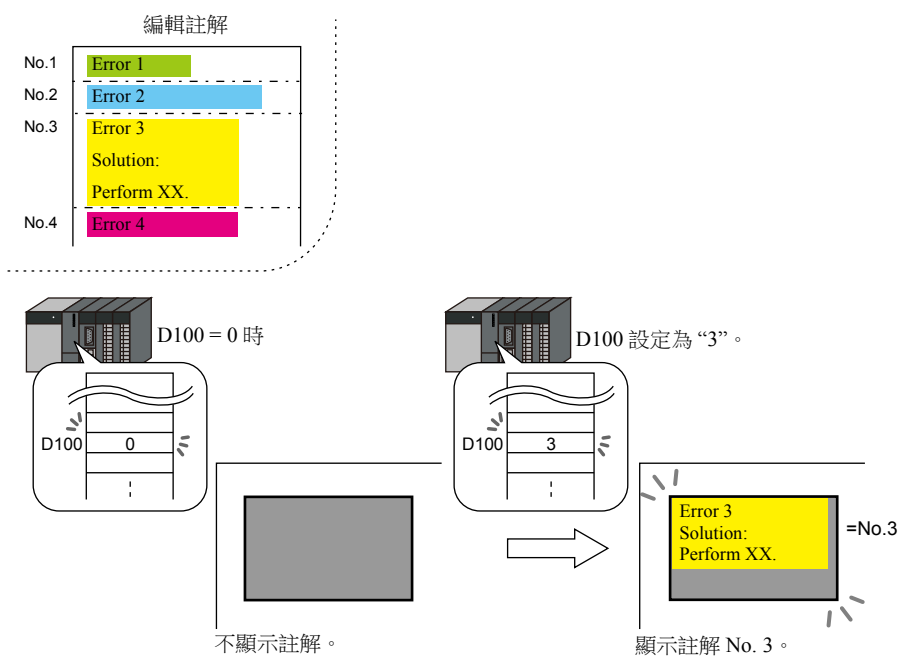 編輯註解
No.1 Error 1
No.2 Error 2
No.3 Error 3
Solution:
Perform XX.
No.4 Error 4
D100 = 0 時
D100 0
不顯示註解。
D100 設定為 “3”。
D100 3
Error 3
Solution:
Perform XX.
=No.3
顯示註解 No. 3。